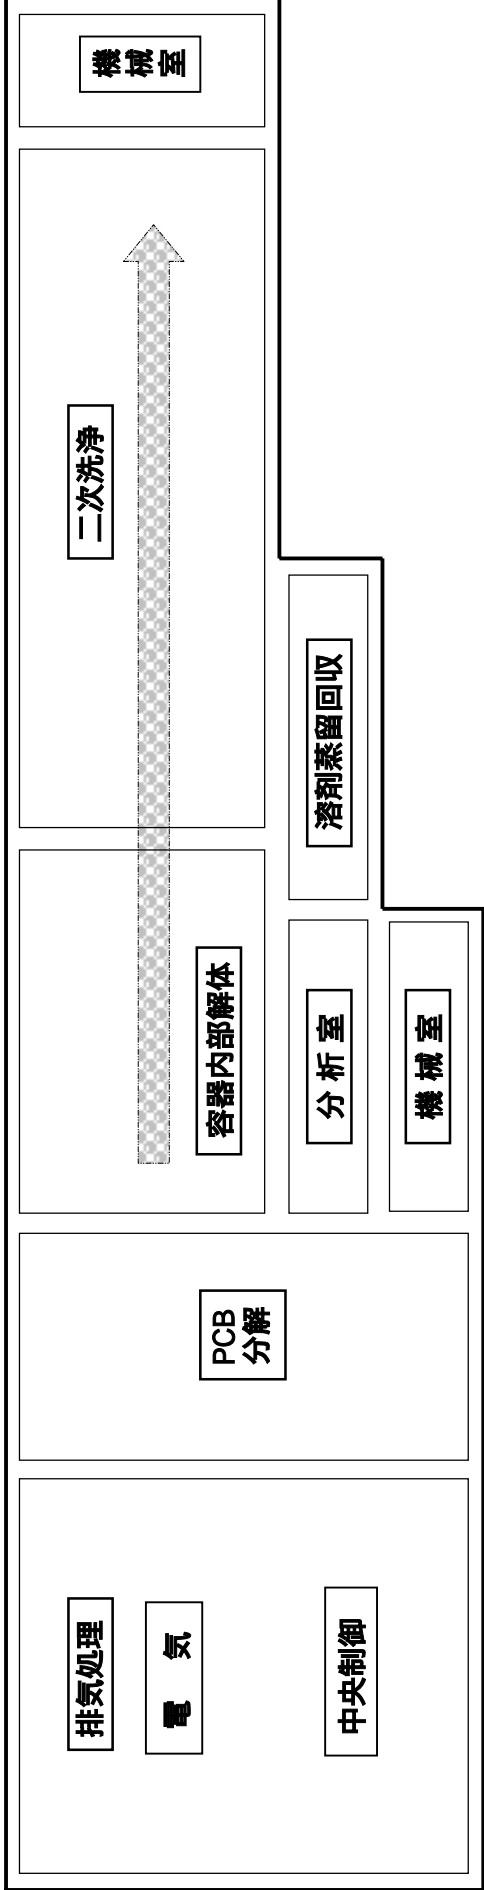 機械室
二次洗浄
溶剤蒸留回収
容器内部解体
分析室
機械室
PCB
分解
排気処理
電 気
中央制御